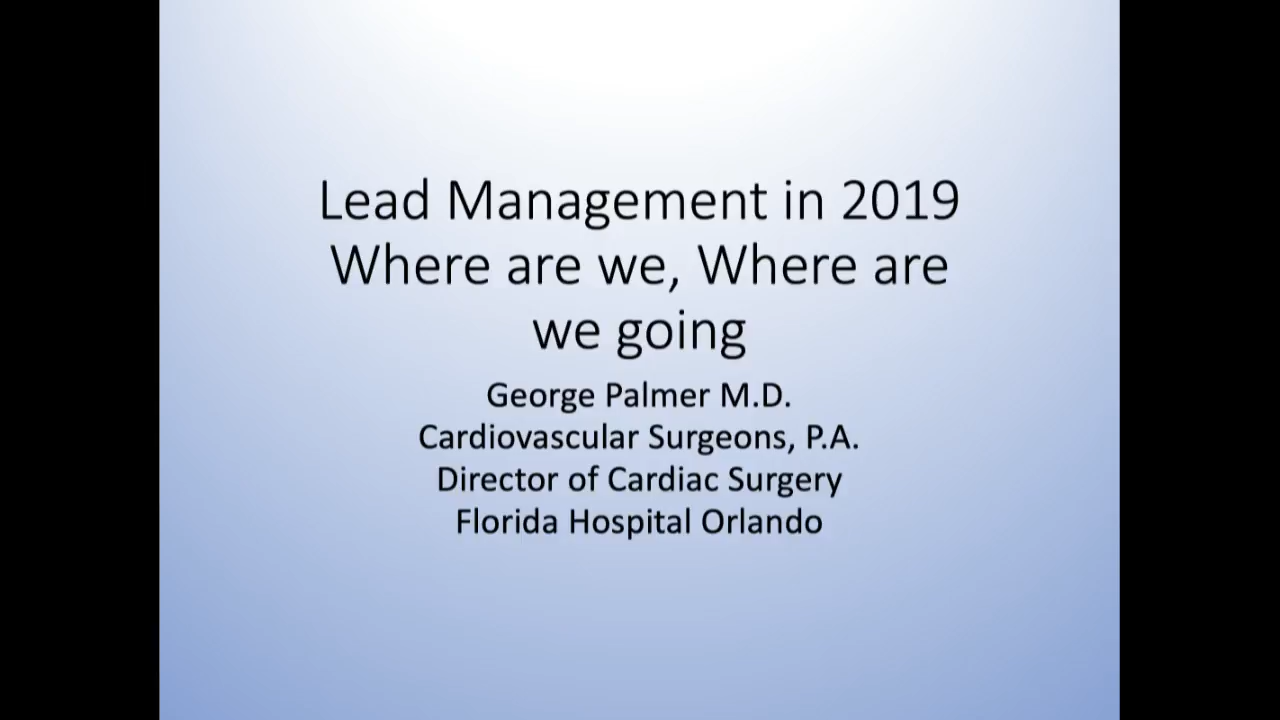 Lead Management in 2019
Where are we, Where are
we going
George Palmer M.D.
Cardiovascular Surgeons, P.A.
Director of Cardiac Surgery
Florida Hospital Orlando